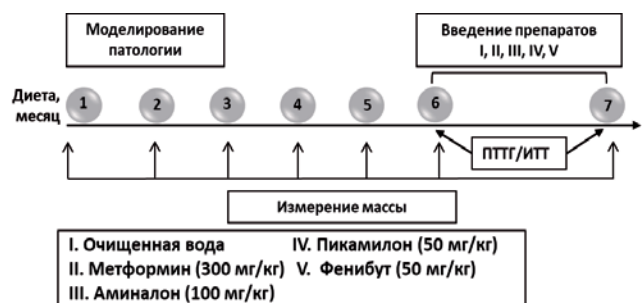 Моделирование
патологии
Введение препаратов
I, II, III, IV, V
Диета,
месяц
1 2 3 4 5 6 7
ПТТГ/ИТТ
Измерение массы
I. Очищенная вода IV. Пикамилон (50 мг/кг)
II. Метформин (300 мг/кг) V. Фенибут (50 мг/кг)
III. Аминалон (100 мг/кг)